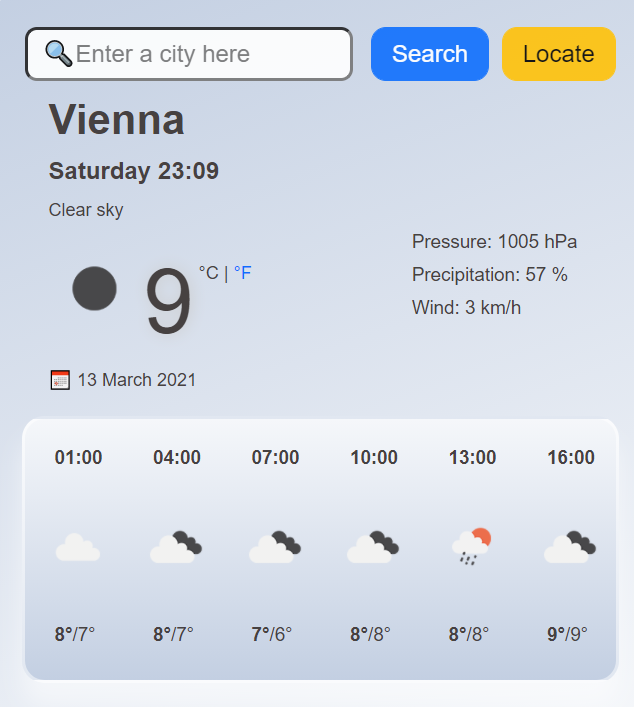 Enter a city here Search Locate
Vienna
Saturday 23:09
Clear sky
9 °C | °F
Pressure: 1005 hPa
Precipitation: 57 %
Wind: 3 km/h
13 March 2021
01:00 04:00 07:00 10:00 13:00 16:00
8°/7° 8°/7° 7°/6° 8°/8° 8°/8° 9°/9°